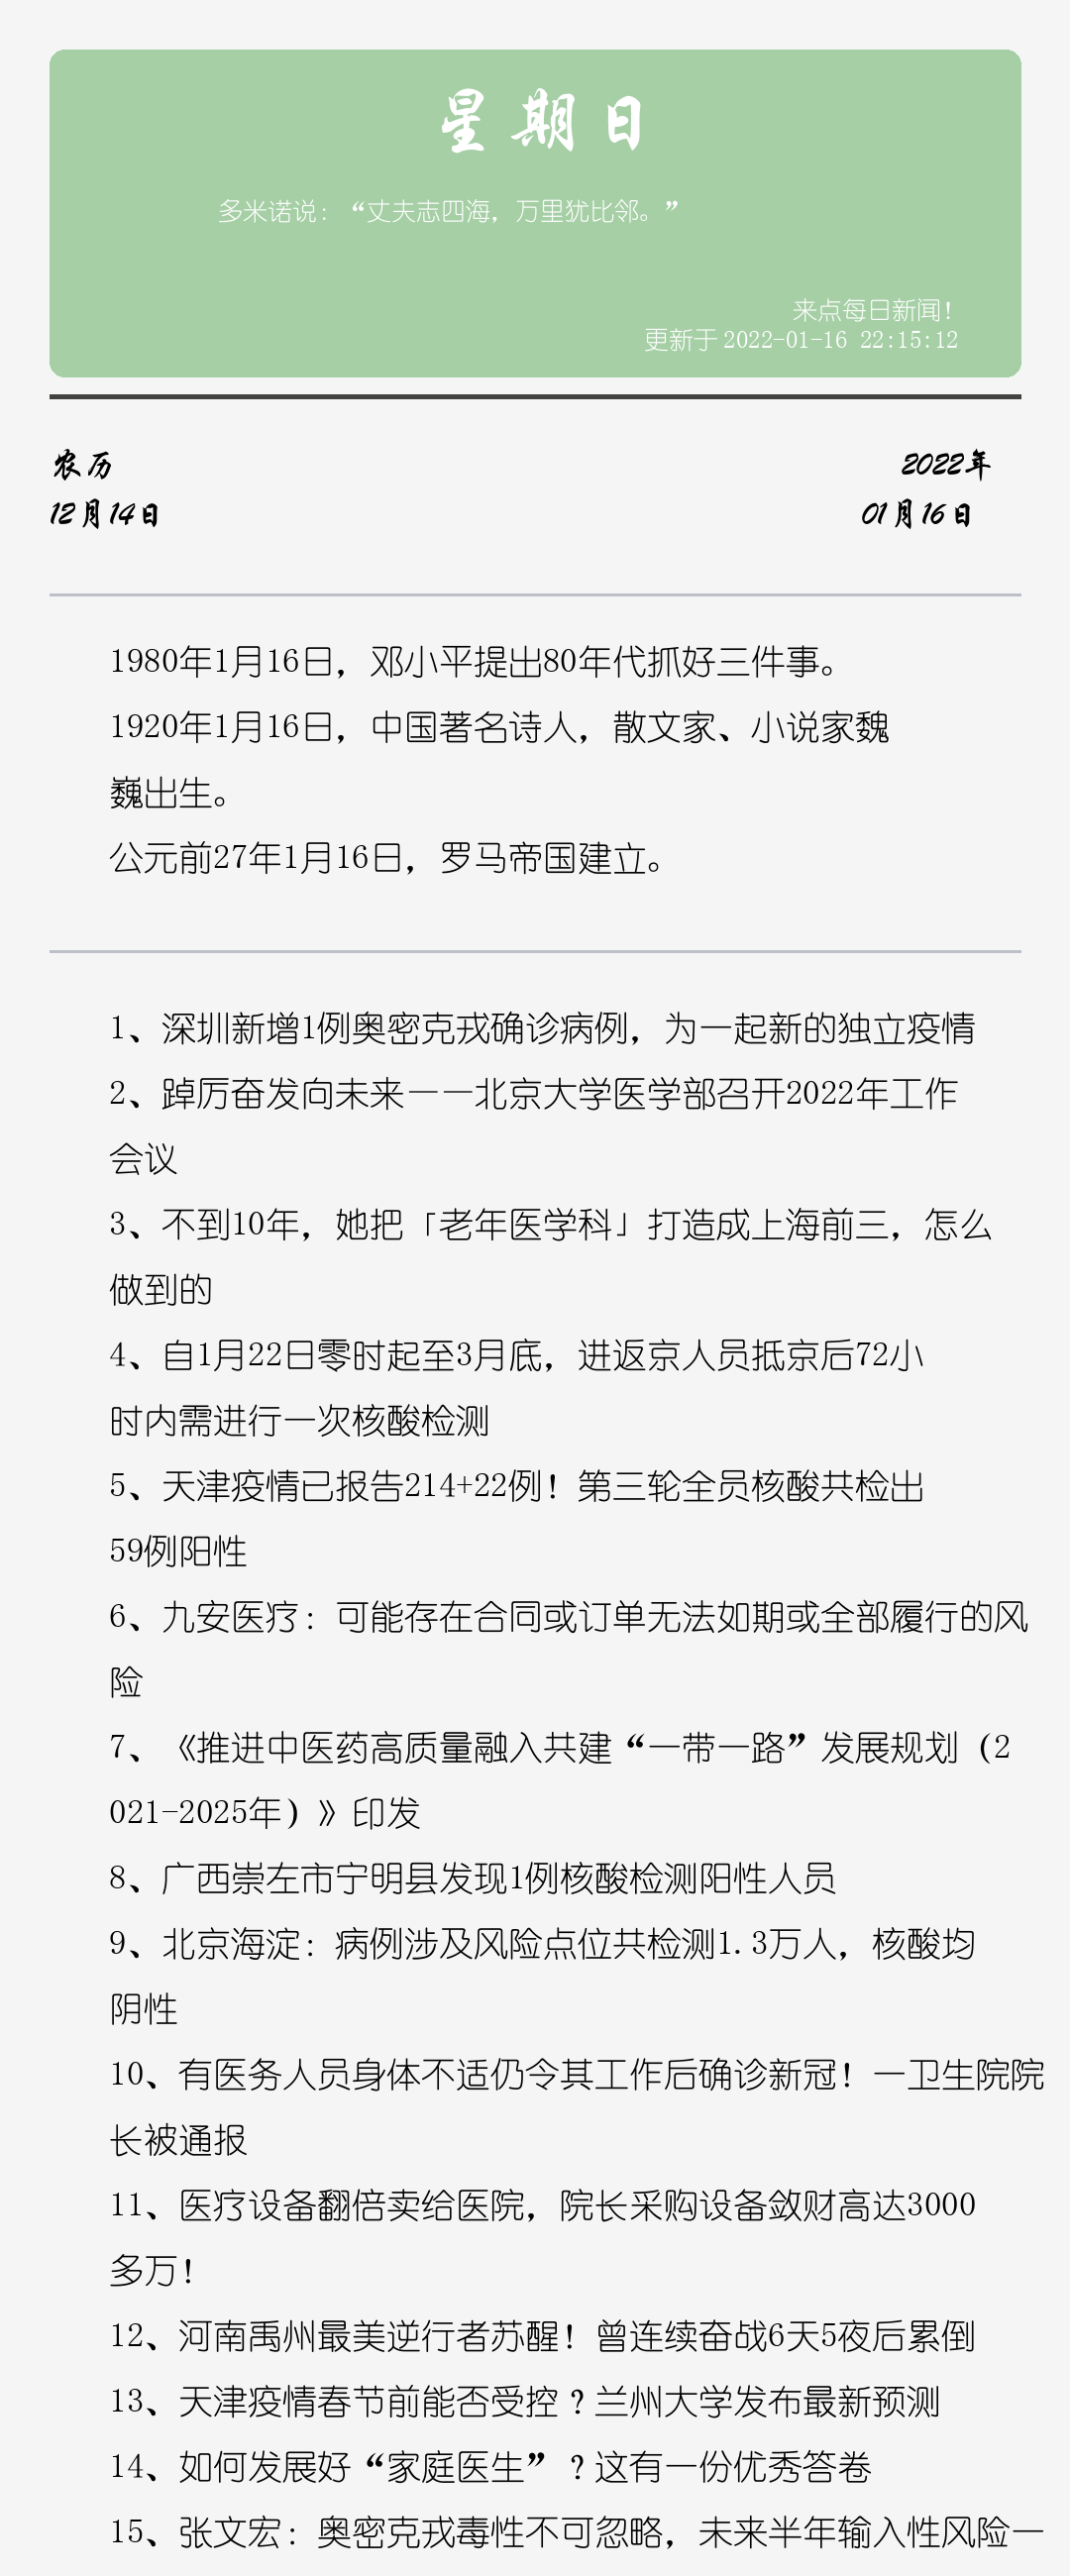 星期日
多米诺说：“丈夫志四海，万里犹比邻。”
来点每日新闻！
更新于 2022-01-16 22:15:12
农历 2022年
12月14日 01月16日
1980年1月16日，邓小平提出80年代抓好三件事。
1920年1月16日，中国著名诗人，散文家、小说家魏
巍出生。
公元前27年1月16日，罗马帝国建立。
1、深圳新增1例奥密克戎确诊病例，为一起新的独立疫情
2、踔厉奋发向未来——北京大学医学部召开2022年工作
会议
3、不到10年，她把「老年医学科」打造成上海前三，怎么
做到的
4、自1月22日零时起至3月底，进返京人员抵京后72小
时内需进行一次核酸检测
5、天津疫情已报告214+22例！第三轮全员核酸共检出
59例阳性
6、九安医疗：可能存在合同或订单无法如期或全部履行的风
险
7、《推进中医药高质量融入共建“一带一路”发展规划（2
021-2025年）》印发
8、广西崇左市宁明县发现1例核酸检测阳性人员
9、北京海淀：病例涉及风险点位共检测1.3万人，核酸均
阴性
10、有医务人员身体不适仍令其工作后确诊新冠！一卫生院院
长被通报
11、医疗设备翻倍卖给医院，院长采购设备敛财高达3000
多万！
12、河南禹州最美逆行者苏醒！曾连续奋战6天5夜后累倒
13、天津疫情春节前能否受控？兰州大学发布最新预测
14、如何发展好“家庭医生”？这有一份优秀答卷
15、张文宏：奥密克戎毒性不可忽略，未来半年输入性风险一